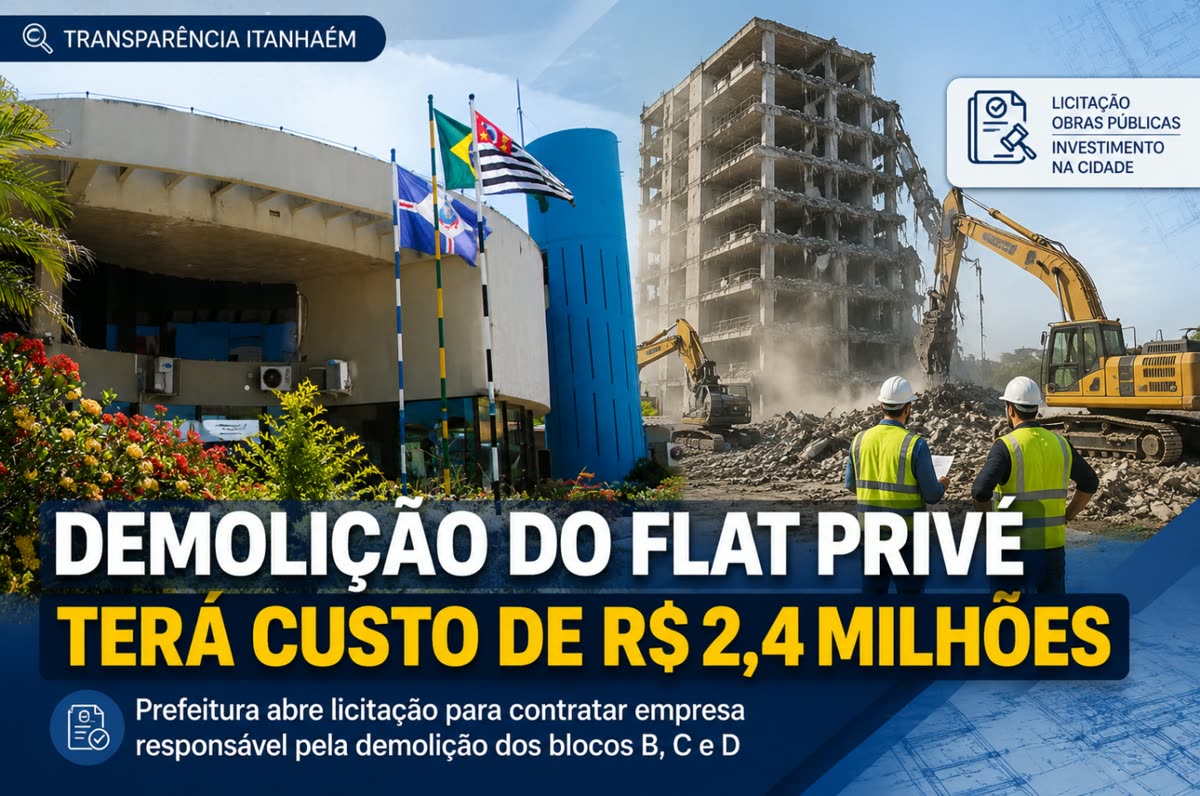 TRANSPARÊNCIA ITANHAÉM
LICITAÇÃO
OBRAS PÚBLICAS
INVESTIMENTO
NA CIDADE
DEMOLIÇÃO DO FLAT PRIVÉ
TERÁ CUSTO DE R$ 2,4 MILHÕES
Prefeitura abre licitação para contratar empresa
responsável pela demolição dos blocos B, C e D